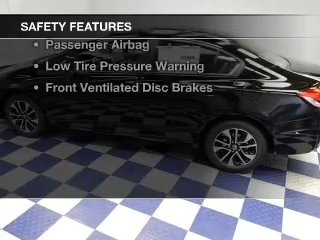 SAFETY FEATURES
• Passenger Airbag
• Low Tire Pressure Warning
• Front Ventilated Disc Brakes